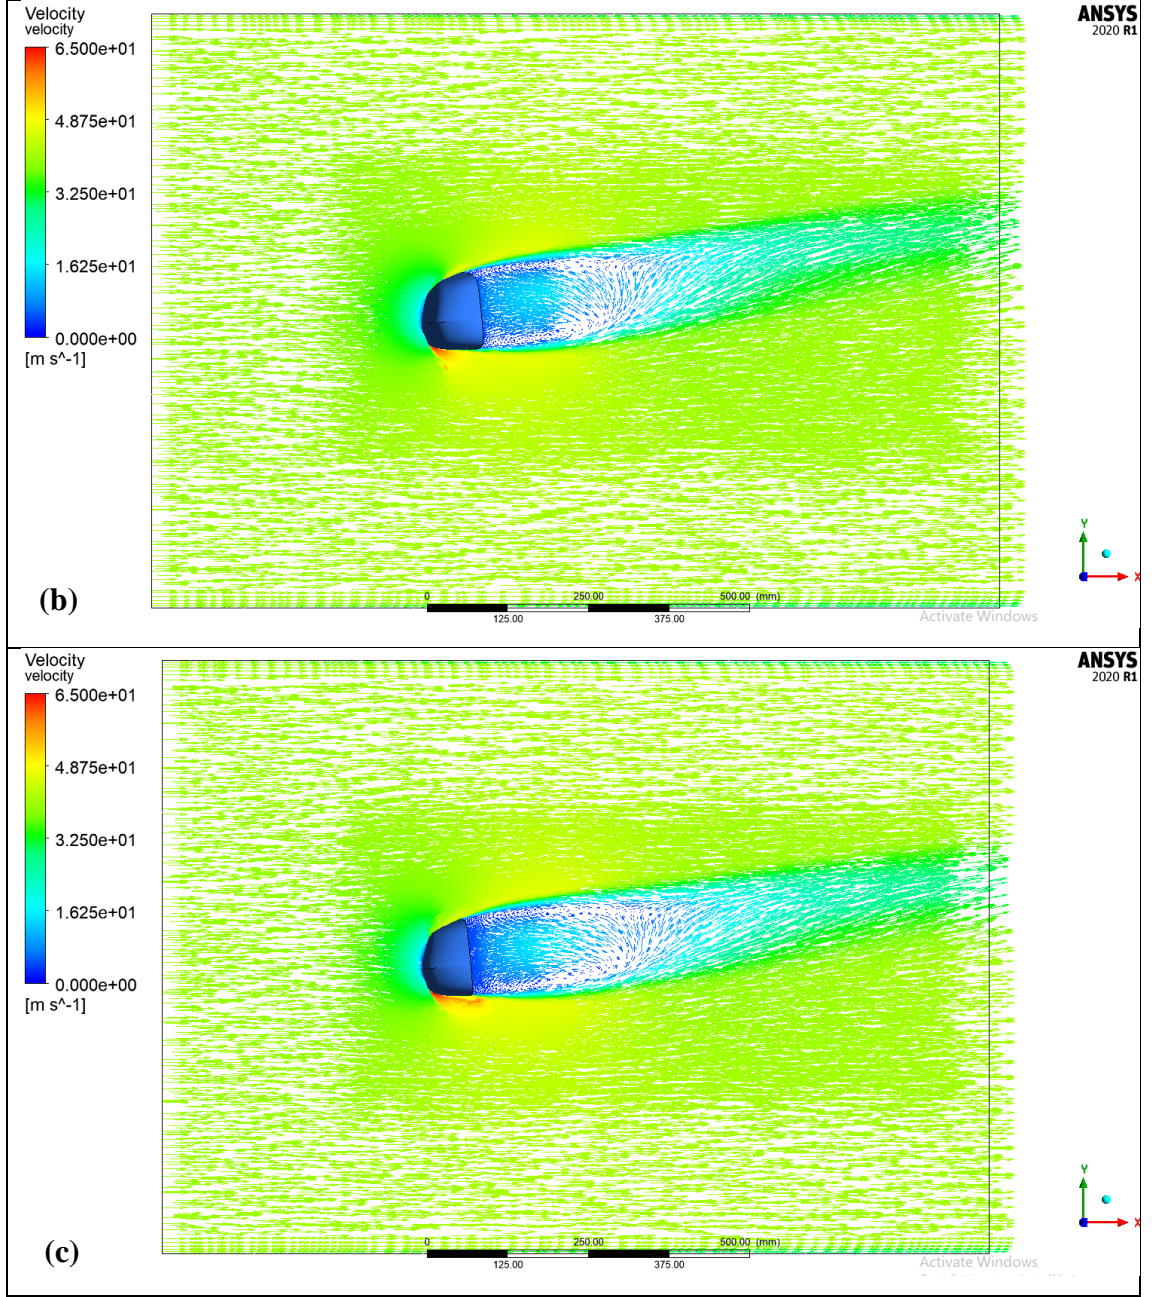 Velocity
velocity
6.500e+01
4.875e+01
3.250e+01
1.625e+01
0.000e+00
[m s^-1]
ANSYS
2020 R1
Y
X
0 250.00 500.00 (mm)
125.00 375.00
Activate Windows
(b)
Velocity
velocity
6.500e+01
4.875e+01
3.250e+01
1.625e+01
0.000e+00
[m s^-1]
ANSYS
2020 R1
Y
X
0 250.00 500.00 (mm)
125.00 375.00
Activate Windows
(c)